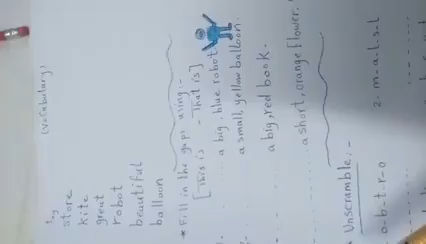 (vocabulary)
toy
store
kite
great
robot
beautiful
balloon
* Fill in the gaps using:-
[This is - That is]
........ a big, blue robot
........ a small, yellow balloon
........ a big, red book.
........ a short, orange flower.
Unscramble:-
o-b-t-r-o
2- m-a-l-s-l